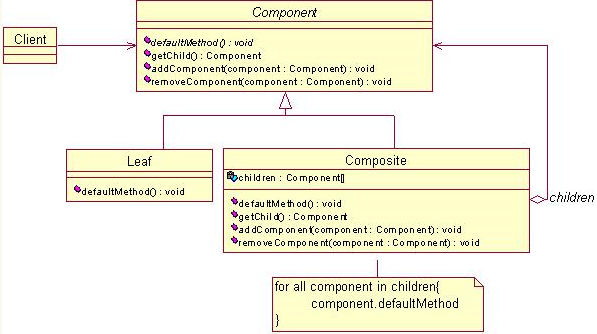 Component
Client
defaultMethod() : void
getChild() : Component
addComponent(component : Component) : void
removeComponent(component : Component) : void
Leaf
defaultMethod() : void
Composite
children : Component[]
defaultMethod() : void
getChild() : Component
addComponent(component : Component) : void
removeComponent(component : Component) : void
children
for all component in children{
component.defaultMethod
}